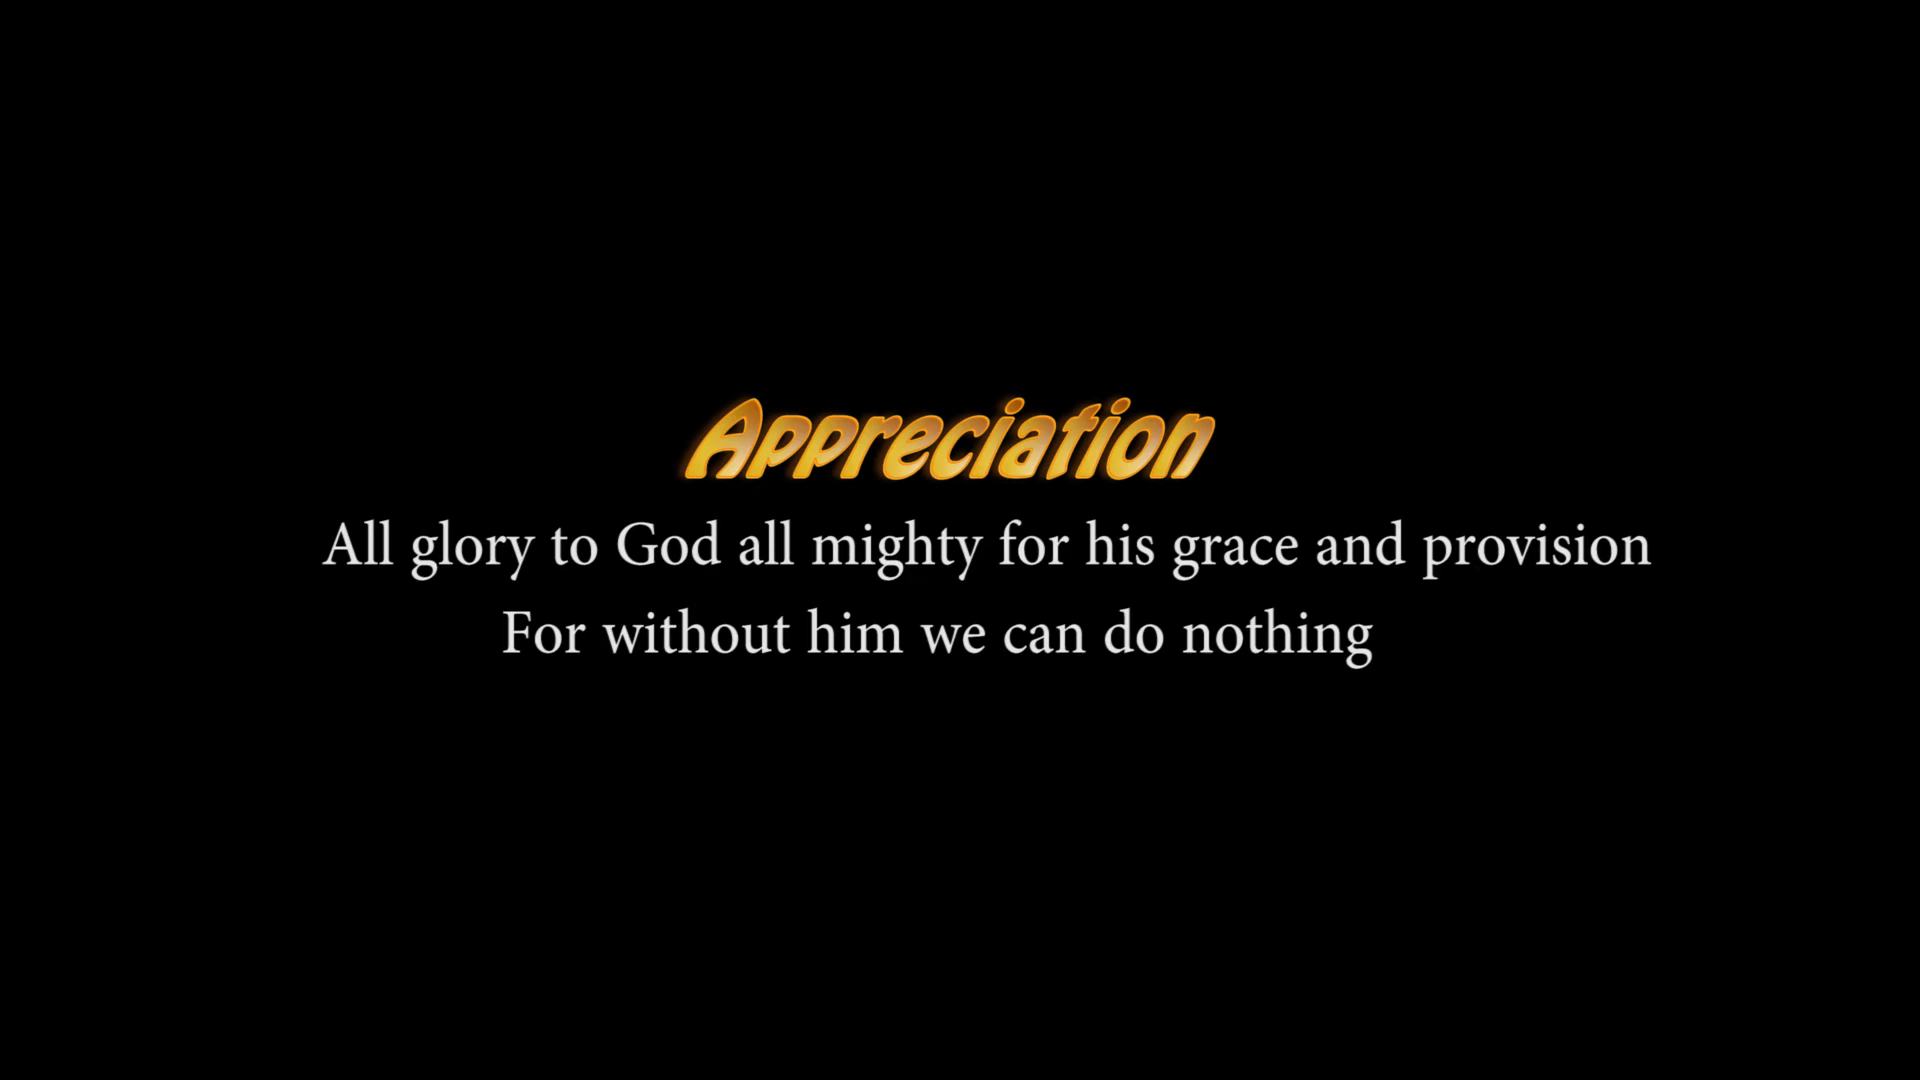 Appreciation
All glory to God all mighty for his grace and provision
For without him we can do nothing